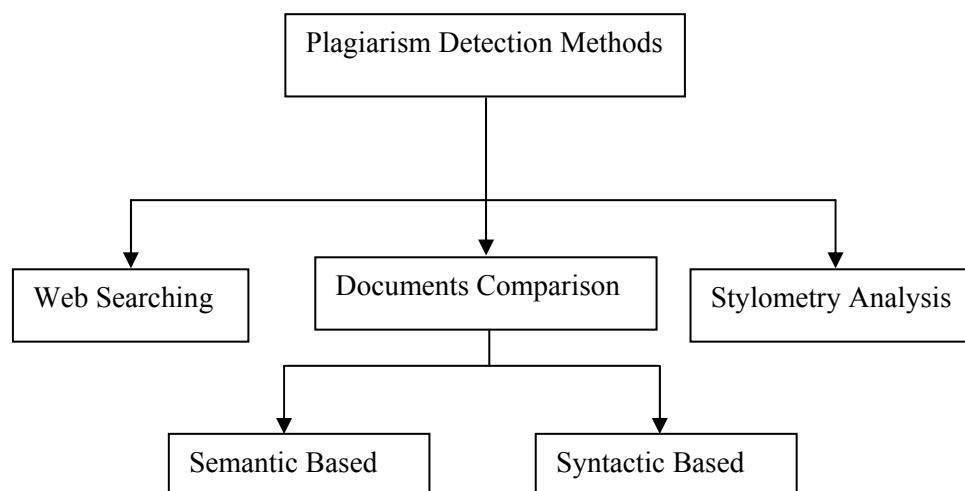 Plagiarism Detection Methods
Web Searching
Documents Comparison
Stylometry Analysis
Semantic Based
Syntactic Based